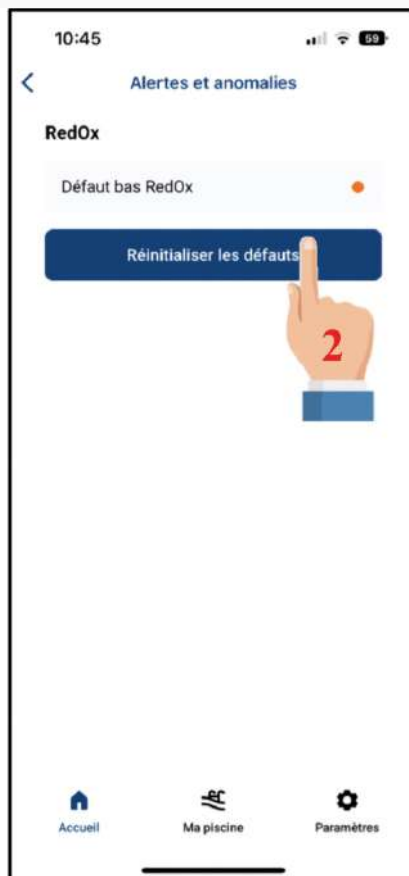 10:45
59
Alertes et anomalies
RedOx
Défaut bas RedOx
Réinitialiser les défauts
2
Accueil
Ma piscine
Paramètres